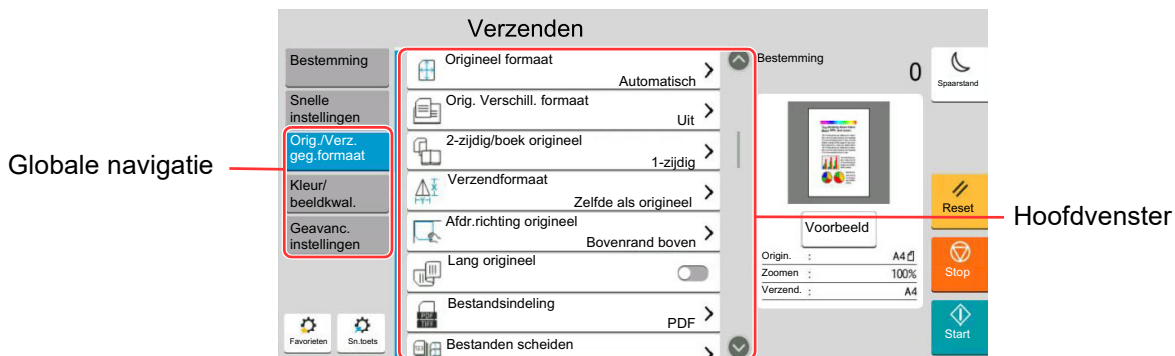 Verzenden
Globale navigatie
Bestemming
Snelle
instellingen
Orig./Verz.
geg.formaat
Kleur/
beeldkwal.
Geavanc.
instellingen
Favorieten
Sn.toets
Origineel formaat
Automatisch
Orig. Verschill. formaat
Uit
2-zijdig/boek origineel
1-zijdig
Verzendformaat
Zelfde als origineel
Afdr.richting origineel
Bovenrand boven
Lang origineel
Bestandsindeling
PDF
TIFF
PDF
123
Bestanden scheiden
Bestemming
0
Voorbeeld
Origin. : A4
Zoomen : 100%
Verzend. : A4
Spaarstand
Reset
Stop
Start
Hoofdvenster